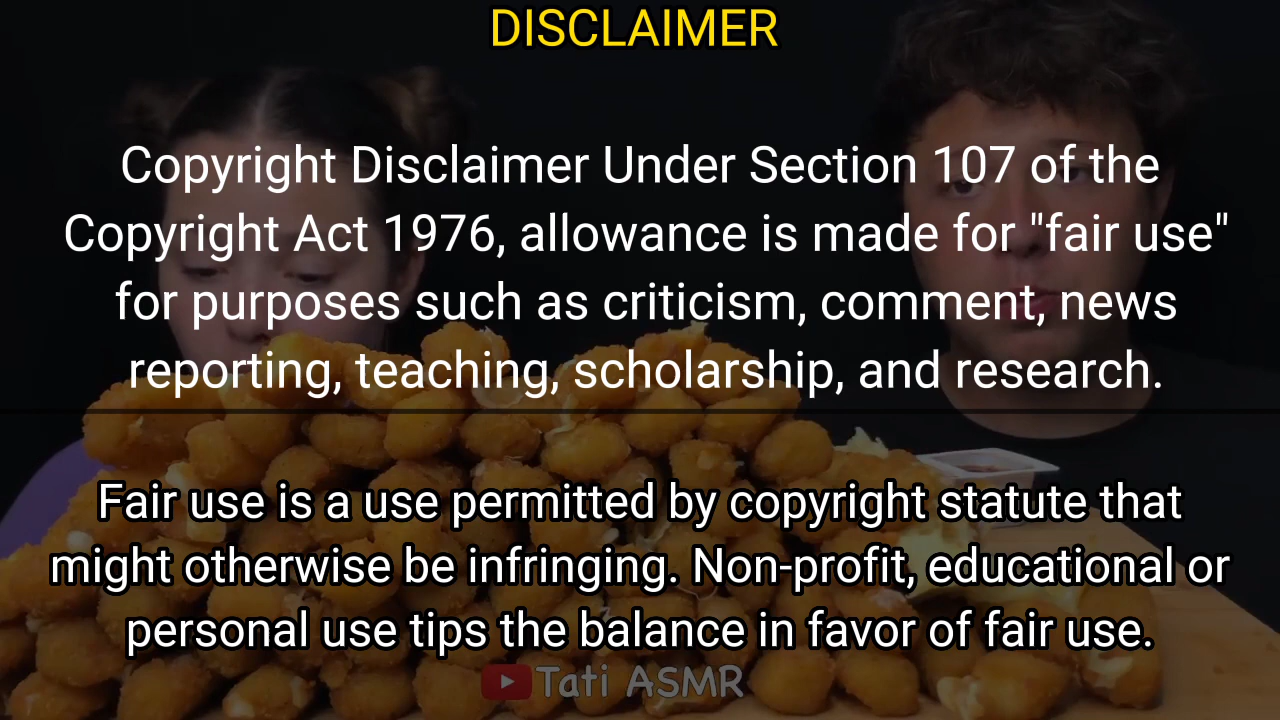 DISCLAIMER
Copyright Disclaimer Under Section 107 of the
Copyright Act 1976, allowance is made for "fair use"
for purposes such as criticism, comment, news
reporting, teaching, scholarship, and research.
Fair use is a use permitted by copyright statute that
might otherwise be infringing. Non-profit, educational or
personal use tips the balance in favor of fair use.
Tati ASMR